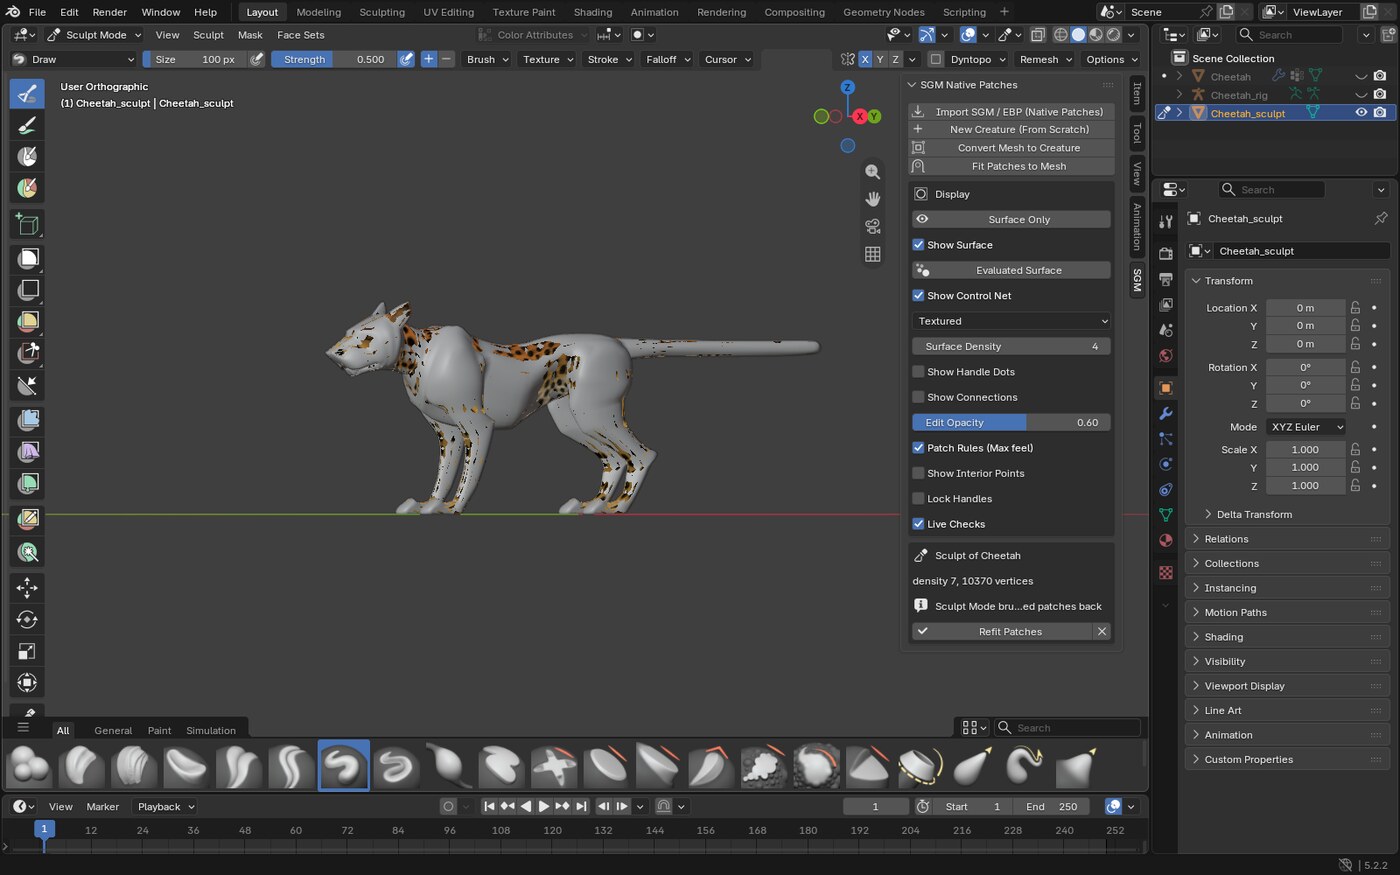 File Edit Render Window Help Layout Modeling Sculpting UV Editing Texture Paint Shading Animation Rendering Compositing Geometry Nodes Scripting Scene ViewLayer
Sculpt Mode View Sculpt Mask Face Sets Color Attributes Search
Draw Size 100 px Strength 0.500 Brush Texture Stroke Falloff Cursor X Y Z Dyntopo Remesh Options
User Orthographic
(1) Cheetah_sculpt | Cheetah_sculpt
Z
X
Y
SGM Native Patches
Import SGM / EBP (Native Patches)
New Creature (From Scratch)
Convert Mesh to Creature
Fit Patches to Mesh
Display
Surface Only
Show Surface
Evaluated Surface
Show Control Net
Textured
Surface Density 4
Show Handle Dots
Show Connections
Edit Opacity 0.60
Patch Rules (Max feel)
Show Interior Points
Lock Handles
Live Checks
Sculpt of Cheetah
density 7, 10370 vertices
Sculpt Mode bru...ed patches back
Refit Patches
Item
Tool
View
Animation
SGM
Scene Collection
Cheetah
Cheetah_rig
Cheetah_sculpt
Search
Cheetah_sculpt
Cheetah_sculpt
Transform
Location X 0 m
Y 0 m
Z 0 m
Rotation X 0°
Y 0°
Z 0°
Mode XYZ Euler
Scale X 1.000
Y 1.000
Z 1.000
Delta Transform
Relations
Collections
Instancing
Motion Paths
Shading
Visibility
Viewport Display
Line Art
Animation
Custom Properties
All General Paint Simulation Search
View Marker Playback 1 Start 1 End 250
1 12 24 36 48 60 72 84 96 108 120 132 144 156 168 180 192 204 216 228 240 252
5.2.2